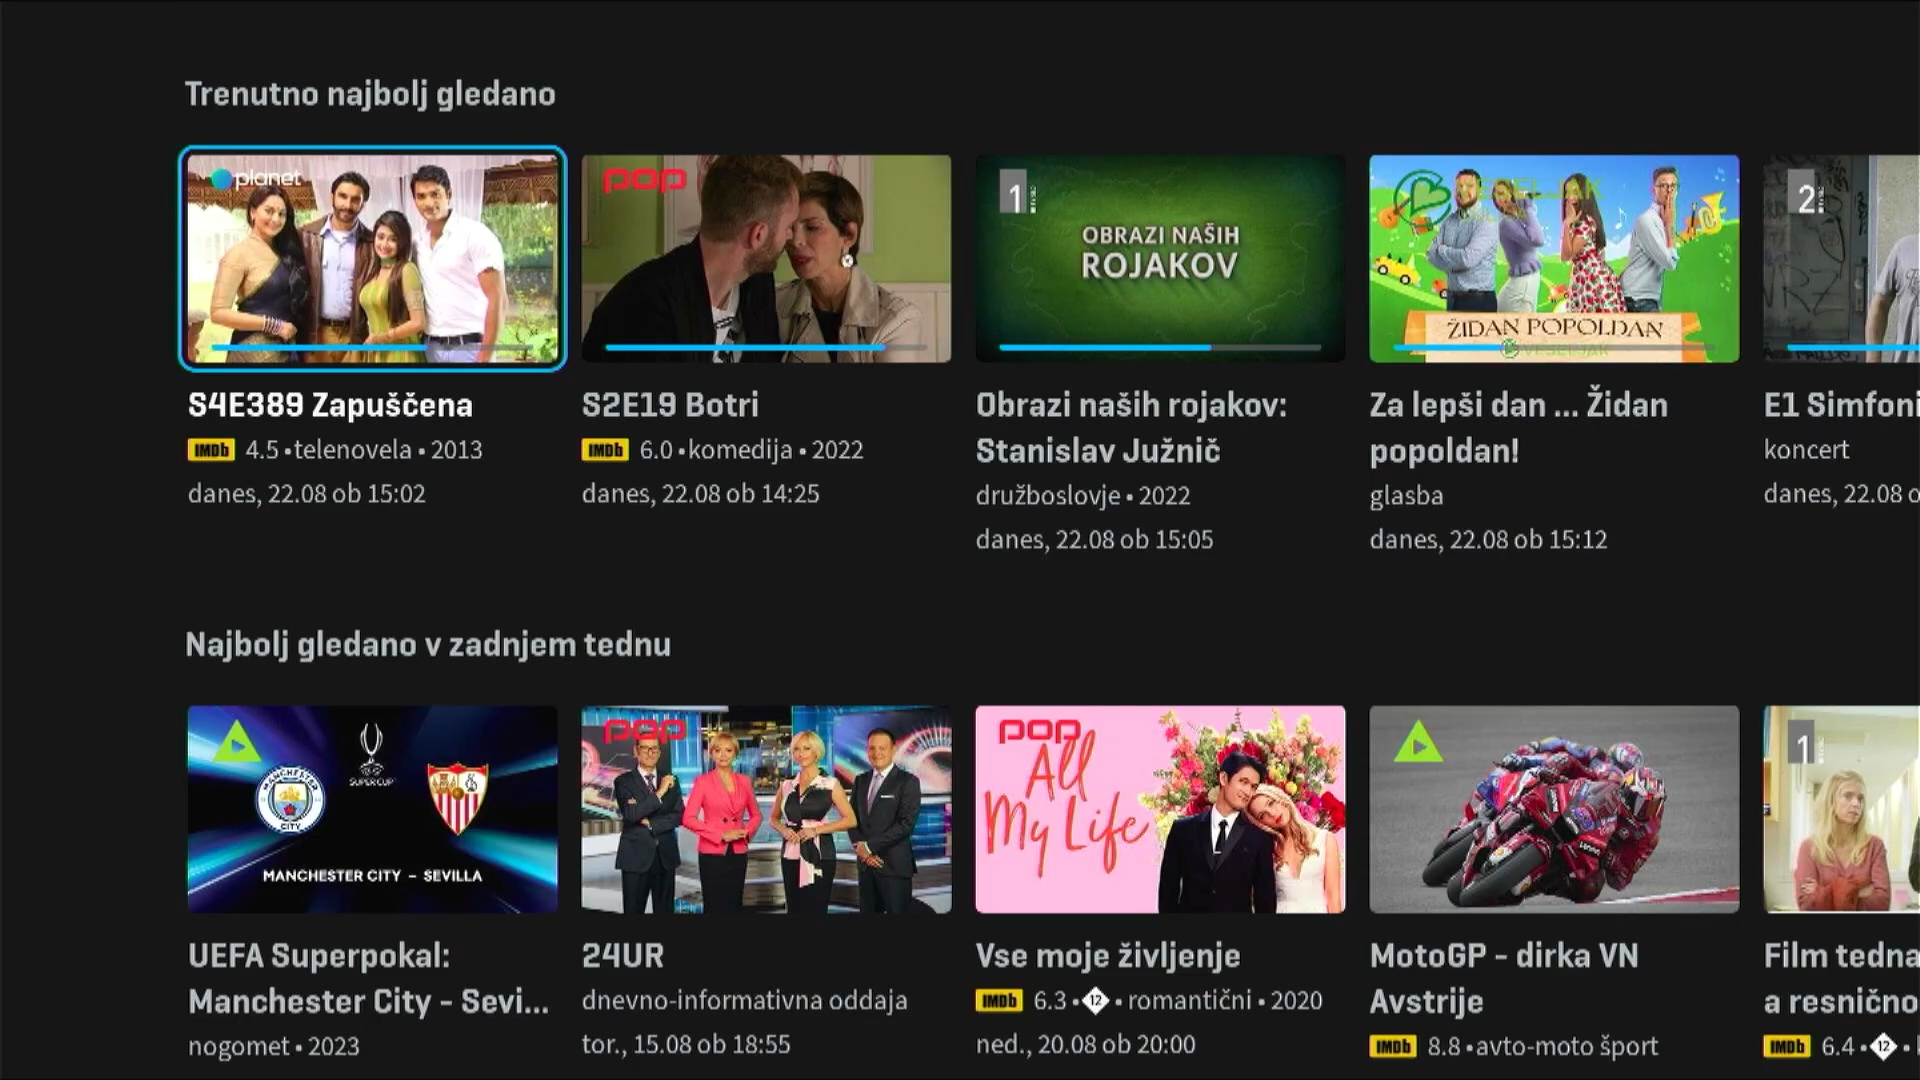 Trenutno najbolj gledano
planet
pop
1
OBRAZI NAŠIH
ROJAKOV
VESELJAK
ŽIDAN POPOLDAN
VESELJAK
2
S4E389 Zapuščena
IMDb 4.5 • telenovela • 2013
danes, 22.08 ob 15:02
S2E19 Botri
IMDb 6.0 • komedija • 2022
danes, 22.08 ob 14:25
Obrazi naših rojakov:
Stanislav Južnič
družboslovje • 2022
danes, 22.08 ob 15:05
Za lepši dan ... Židan
popoldan!
glasba
danes, 22.08 ob 15:12
E1 Simfoni
koncert
danes, 22.08 o
Najbolj gledano v zadnjem tednu
SUPERCUP
MANCHESTER
CITY
MANCHESTER CITY – SEVILLA
pop
pop
All
My Life
1
UEFA Superpokal:
Manchester City - Sevi...
nogomet • 2023
24UR
dnevno-informativna oddaja
tor., 15.08 ob 18:55
Vse moje življenje
IMDb 6.3 • 12 • romantični • 2020
ned., 20.08 ob 20:00
MotoGP - dirka VN
Avstrije
IMDb 8.8 • avto-moto šport
Film tedna
a resnično
IMDb 6.4 • 12 •